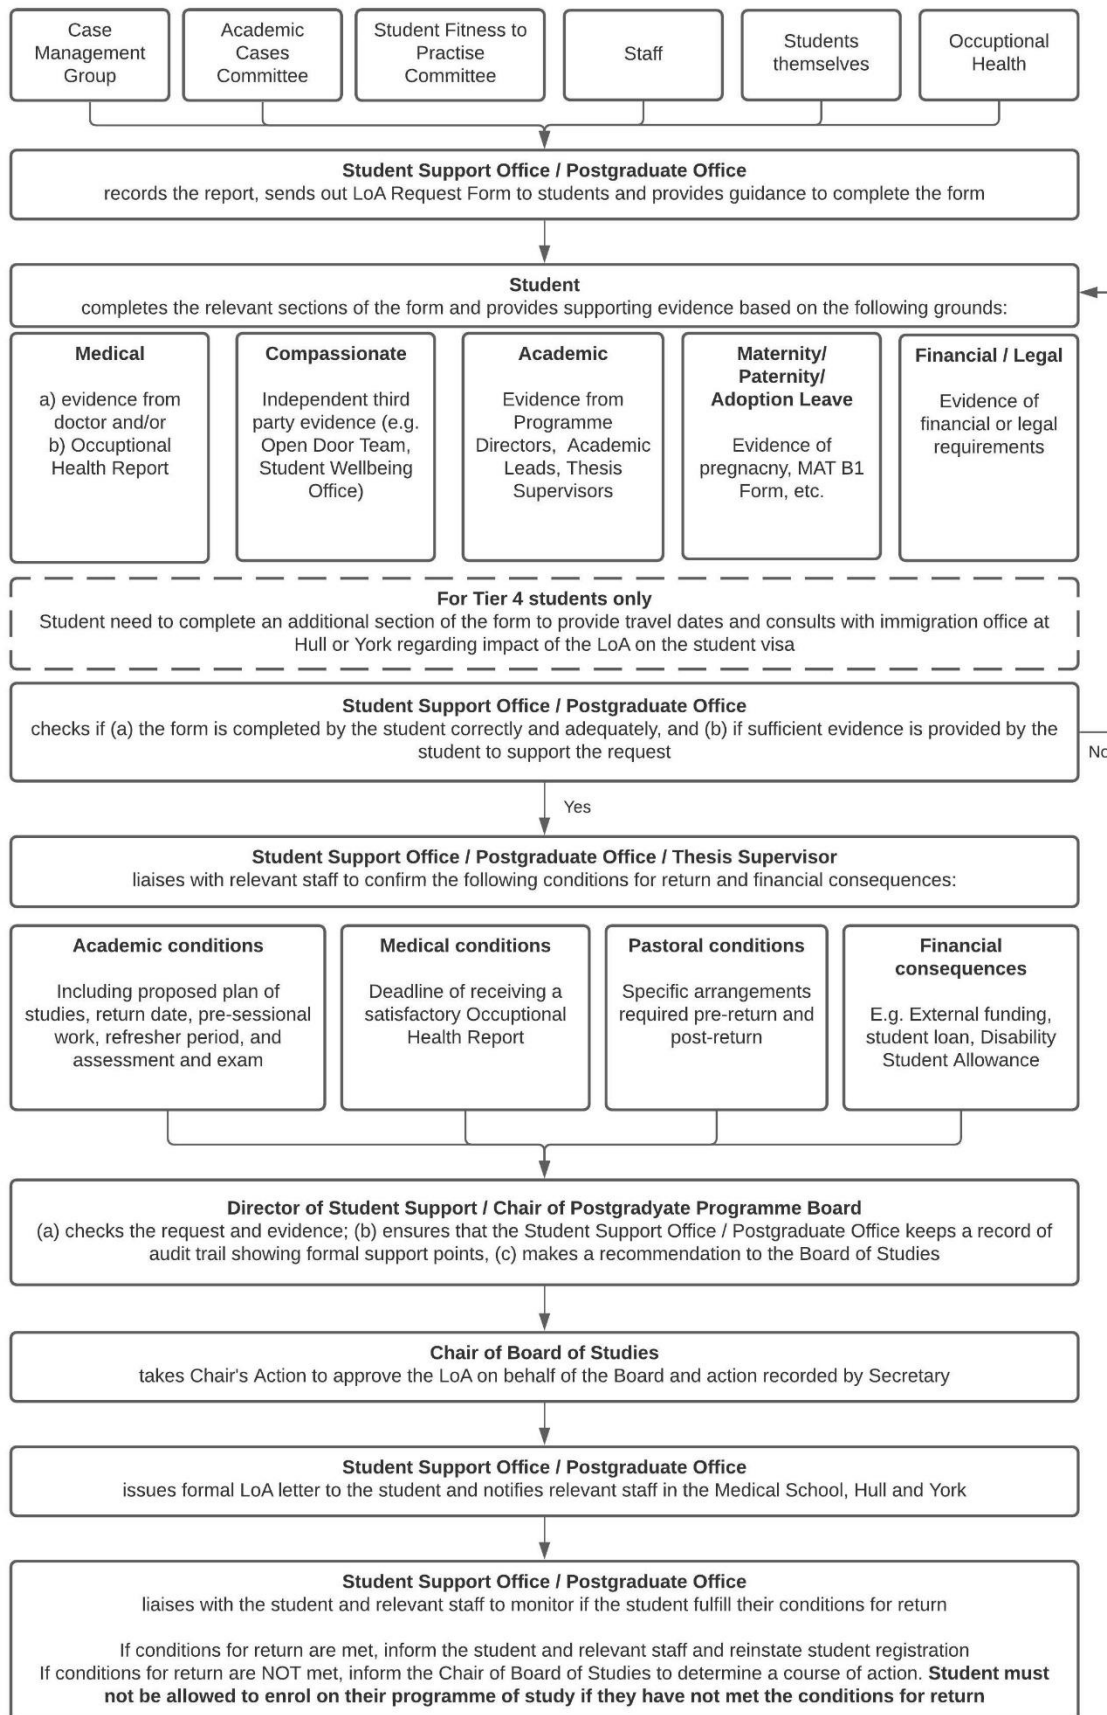 Case
Management
Group
Academic
Cases
Committee
Student Fitness to
Practise
Committee
Staff
Students
themselves
Occuptional
Health
Student Support Office / Postgraduate Office
records the report, sends out LoA Request Form to students and provides guidance to complete the form
Student
completes the relevant sections of the form and provides supporting evidence based on the following grounds:
Medical
a) evidence from
doctor and/or
b) Occuptional
Health Report
Compassionate
Independent third
party evidence (e.g.
Open Door Team,
Student Wellbeing
Office)
Academic
Evidence from
Programme
Directors, Academic
Leads, Thesis
Supervisors
Maternity/
Paternity/
Adoption Leave
Evidence of
pregnacny, MAT B1
Form, etc.
Financial / Legal
Evidence of
financial or legal
requirements
For Tier 4 students only
Student need to complete an additional section of the form to provide travel dates and consults with immigration office at
Hull or York regarding impact of the LoA on the student visa
Student Support Office / Postgraduate Office
checks if (a) the form is completed by the student correctly and adequately, and (b) if sufficient evidence is provided by the
student to support the request
No
Yes
Student Support Office / Postgraduate Office / Thesis Supervisor
liaises with relevant staff to confirm the following conditions for return and financial consequences:
Academic conditions
Including proposed plan of
studies, return date, pre-sessional
work, refresher period, and
assessment and exam
Medical conditions
Deadline of receiving a
satisfactory Occuptional
Health Report
Pastoral conditions
Specific arrangements
required pre-return and
post-return
Financial
consequences
E.g. External funding,
student loan, Disability
Student Allowance
Director of Student Support / Chair of Postgradyate Programme Board
(a) checks the request and evidence; (b) ensures that the Student Support Office / Postgraduate Office keeps a record of
audit trail showing formal support points, (c) makes a recommendation to the Board of Studies
Chair of Board of Studies
takes Chair's Action to approve the LoA on behalf of the Board and action recorded by Secretary
Student Support Office / Postgraduate Office
issues formal LoA letter to the student and notifies relevant staff in the Medical School, Hull and York
Student Support Office / Postgraduate Office
liaises with the student and relevant staff to monitor if the student fulfill their conditions for return
If conditions for return are met, inform the student and relevant staff and reinstate student registration
If conditions for return are NOT met, inform the Chair of Board of Studies to determine a course of action. Student must
not be allowed to enrol on their programme of study if they have not met the conditions for return